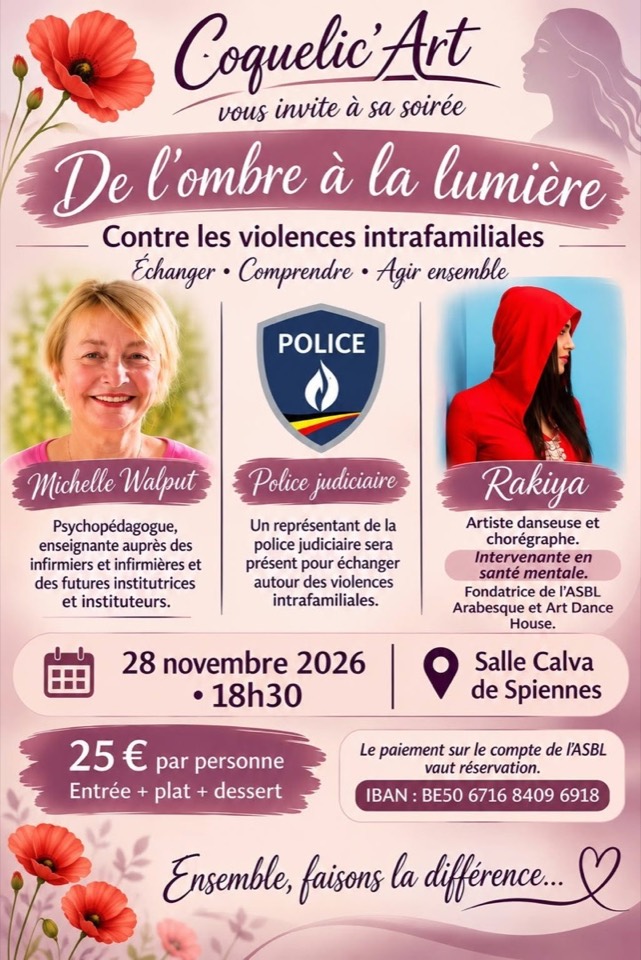 Coquelic'Art
vous invite à sa soirée
De l'ombre à la lumière
Contre les violences intrafamiliales
Échanger • Comprendre • Agir ensemble
Michelle Walput
Psychopédagogue,
enseignante auprès des
infirmiers et infirmières et
des futures institutrices
et instituteurs.
POLICE
Police judiciaire
Un représentant de la
police judiciaire sera
présent pour échanger
autour des violences
intrafamiliales.
Rakiya
Artiste danseuse et
chorégraphe.
Intervenante en
santé mentale.
Fondatrice de l'ASBL
Arabesque et Art Dance
House.
28 novembre 2026
• 18h30
Salle Calva
de Spiennes
25 € par personne
Entrée + plat + dessert
Le paiement sur le compte de l'ASBL
vaut réservation.
IBAN : BE50 6716 8409 6918
Ensemble, faisons la différence...